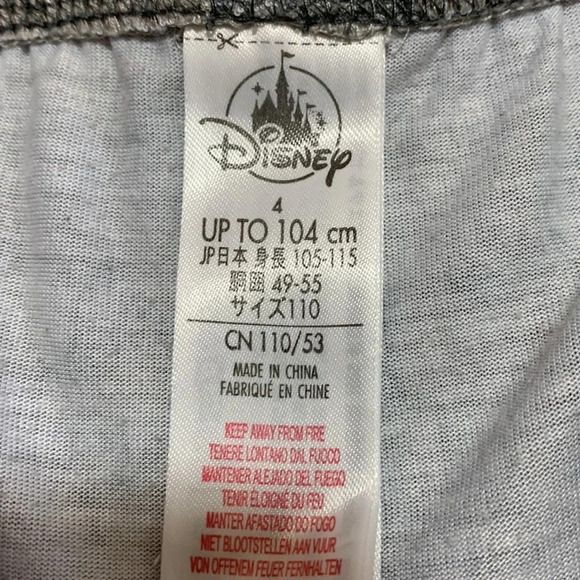 Disney
4
UP TO 104 cm
JP日本 身長 105-115
胴囲 49-55
サイズ110
CN 110/53
MADE IN CHINA
FABRIQUÉ EN CHINE
KEEP AWAY FROM FIRE
TENERE LONTANO DAL FUOCO
MANTENER ALEJADO DEL FUEGO
TENIR ELOIGNE DU FEU
MANTER AFASTADO DO FOGO
NIET BLOOTSTELLEN AAN VUUR
VON OFFENEM FEUER FERNHALTEN